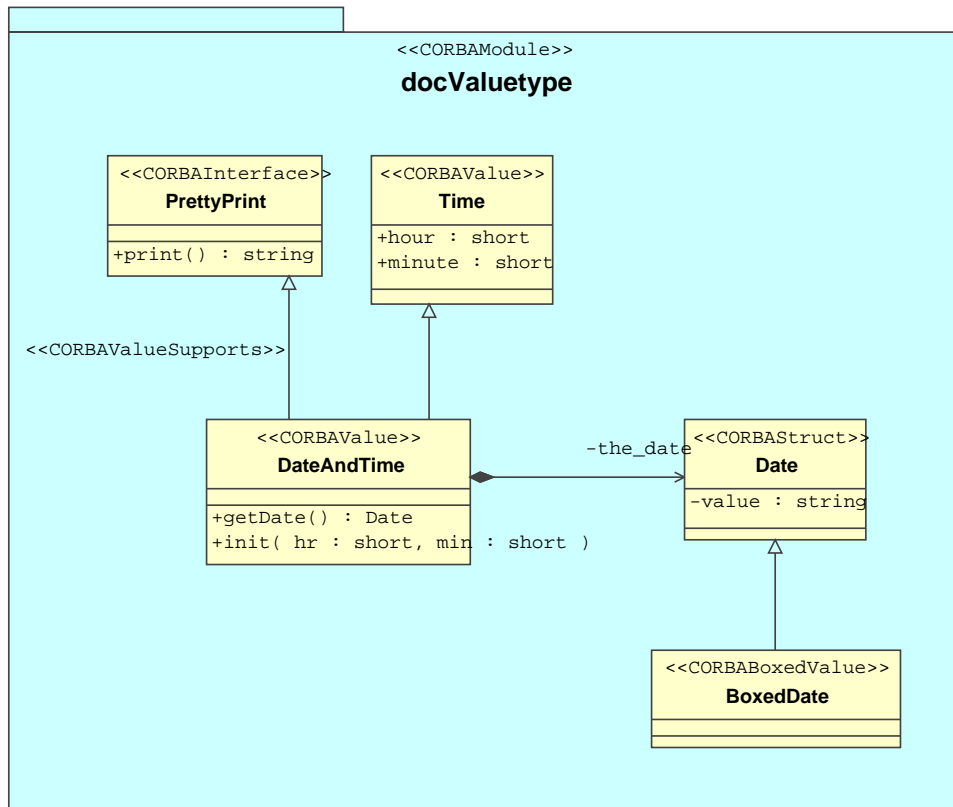 <<CORBAModule>>
docValuetype
<<CORBAInterface>>
PrettyPrint
+print() : string
<<CORBAValue>>
Time
+hour : short
+minute : short
<<CORBAValueSupports>>
<<CORBAValue>>
DateAndTime
+getDate() : Date
+init( hr : short, min : short )
-the_date
<<CORBAStruct>>
Date
-value : string
<<CORBABoxedValue>>
BoxedDate